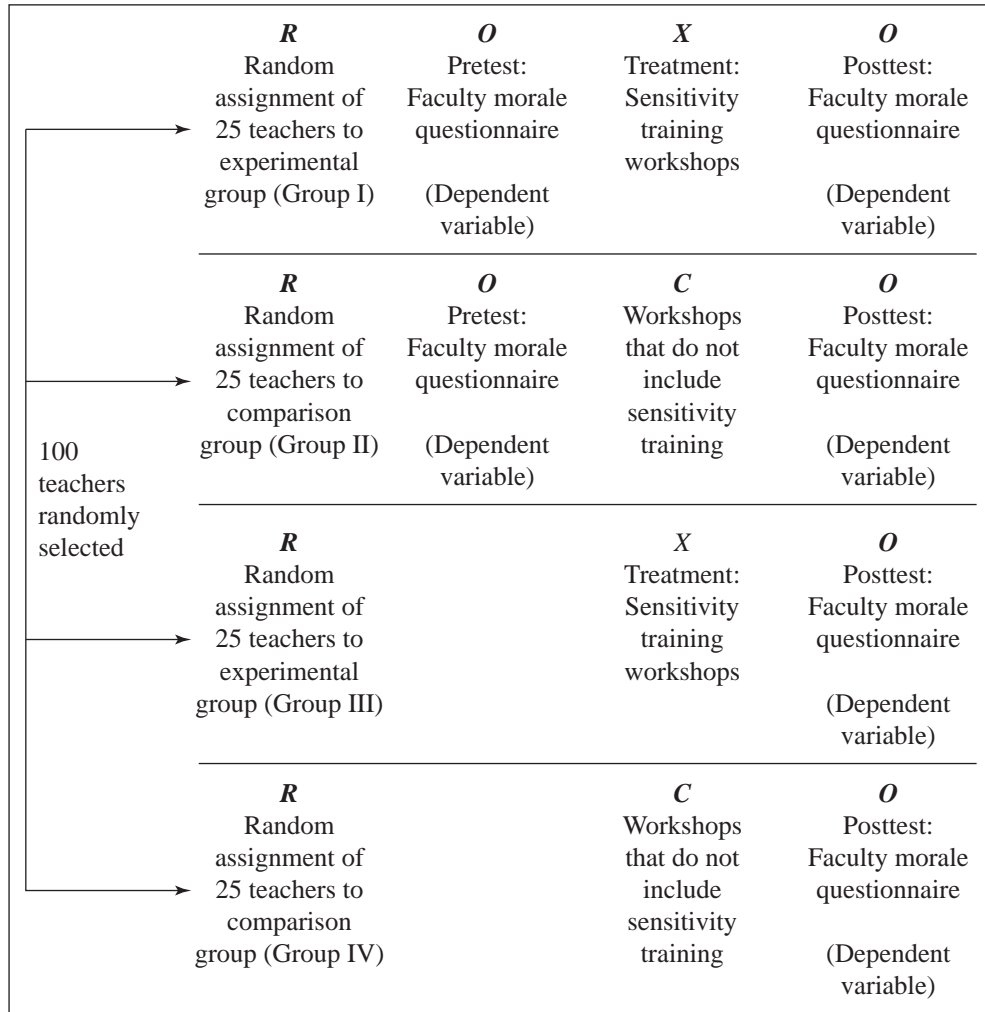 R
Random
assignment of
25 teachers to
experimental
group (Group I)
O
Pretest:
Faculty morale
questionnaire
(Dependent
variable)
X
Treatment:
Sensitivity
training
workshops
O
Posttest:
Faculty morale
questionnaire
(Dependent
variable)
R
Random
assignment of
25 teachers to
comparison
group (Group II)
O
Pretest:
Faculty morale
questionnaire
(Dependent
variable)
C
Workshops
that do not
include
sensitivity
training
O
Posttest:
Faculty morale
questionnaire
(Dependent
variable)
100
teachers
randomly
selected
R
Random
assignment of
25 teachers to
experimental
group (Group III)
X
Treatment:
Sensitivity
training
workshops
O
Posttest:
Faculty morale
questionnaire
(Dependent
variable)
R
Random
assignment of
25 teachers to
comparison
group (Group IV)
C
Workshops
that do not
include
sensitivity
training
O
Posttest:
Faculty morale
questionnaire
(Dependent
variable)